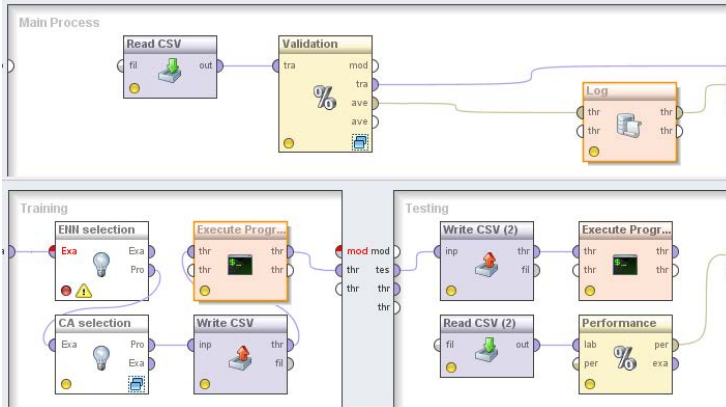 Main Process
Read CSV
fil out
Validation
tra mod
tra
ave
ave
Log
thr thr
thr thr
Training
ENN selection
Exa Exa
Pro
Execute Progr...
thr thr
thr thr
CA selection
Exa Pro
Exa
Write CSV
inp thr
fil
mod mod
thr tes
thr thr
thr
Testing
Write CSV (2)
inp thr
fil
Execute Progr...
thr thr
thr thr
Read CSV (2)
fil out
Performance
lab per
per exa